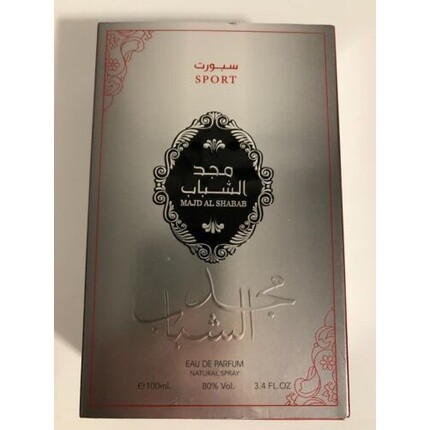 سبورت
SPORT
مجد
الشباب
MAJD AL SHABAB
مجد
الشباب
EAU DE PARFUM
NATURAL SPRAY
℮100ml. 80% Vol. 3.4 FL.OZ